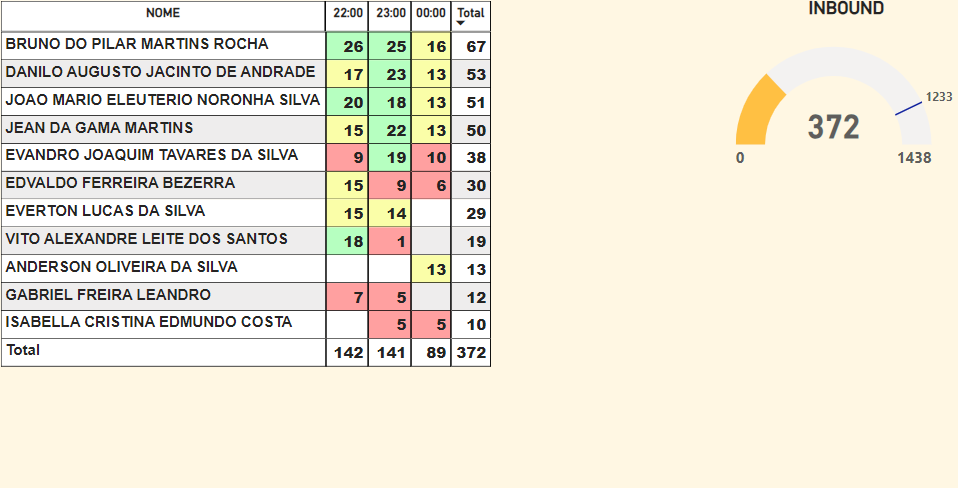 NOME 22:00 23:00 00:00 Total
BRUNO DO PILAR MARTINS ROCHA 26 25 16 67
DANILO AUGUSTO JACINTO DE ANDRADE 17 23 13 53
JOAO MARIO ELEUTERIO NORONHA SILVA 20 18 13 51
JEAN DA GAMA MARTINS 15 22 13 50
EVANDRO JOAQUIM TAVARES DA SILVA 9 19 10 38
EDVALDO FERREIRA BEZERRA 15 9 6 30
EVERTON LUCAS DA SILVA 15 14 29
VITO ALEXANDRE LEITE DOS SANTOS 18 1 19
ANDERSON OLIVEIRA DA SILVA 13 13
GABRIEL FREIRA LEANDRO 7 5 12
ISABELLA CRISTINA EDMUNDO COSTA 5 5 10
Total 142 141 89 372
INBOUND
1233
372
0 1438